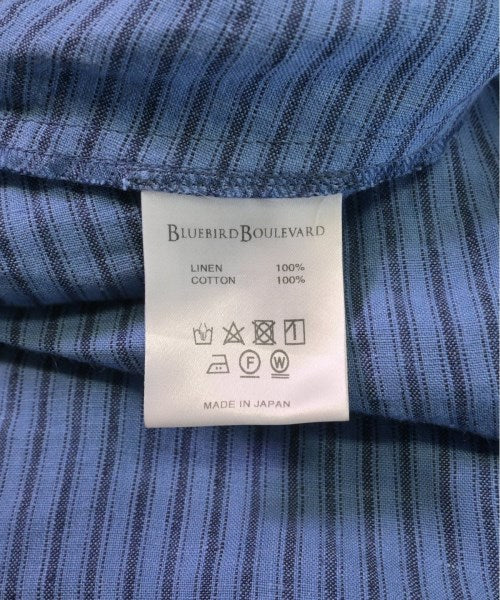 BLUEBIRD BOULEVARD
LINEN 100%
COTTON 100%
F W
MADE IN JAPAN